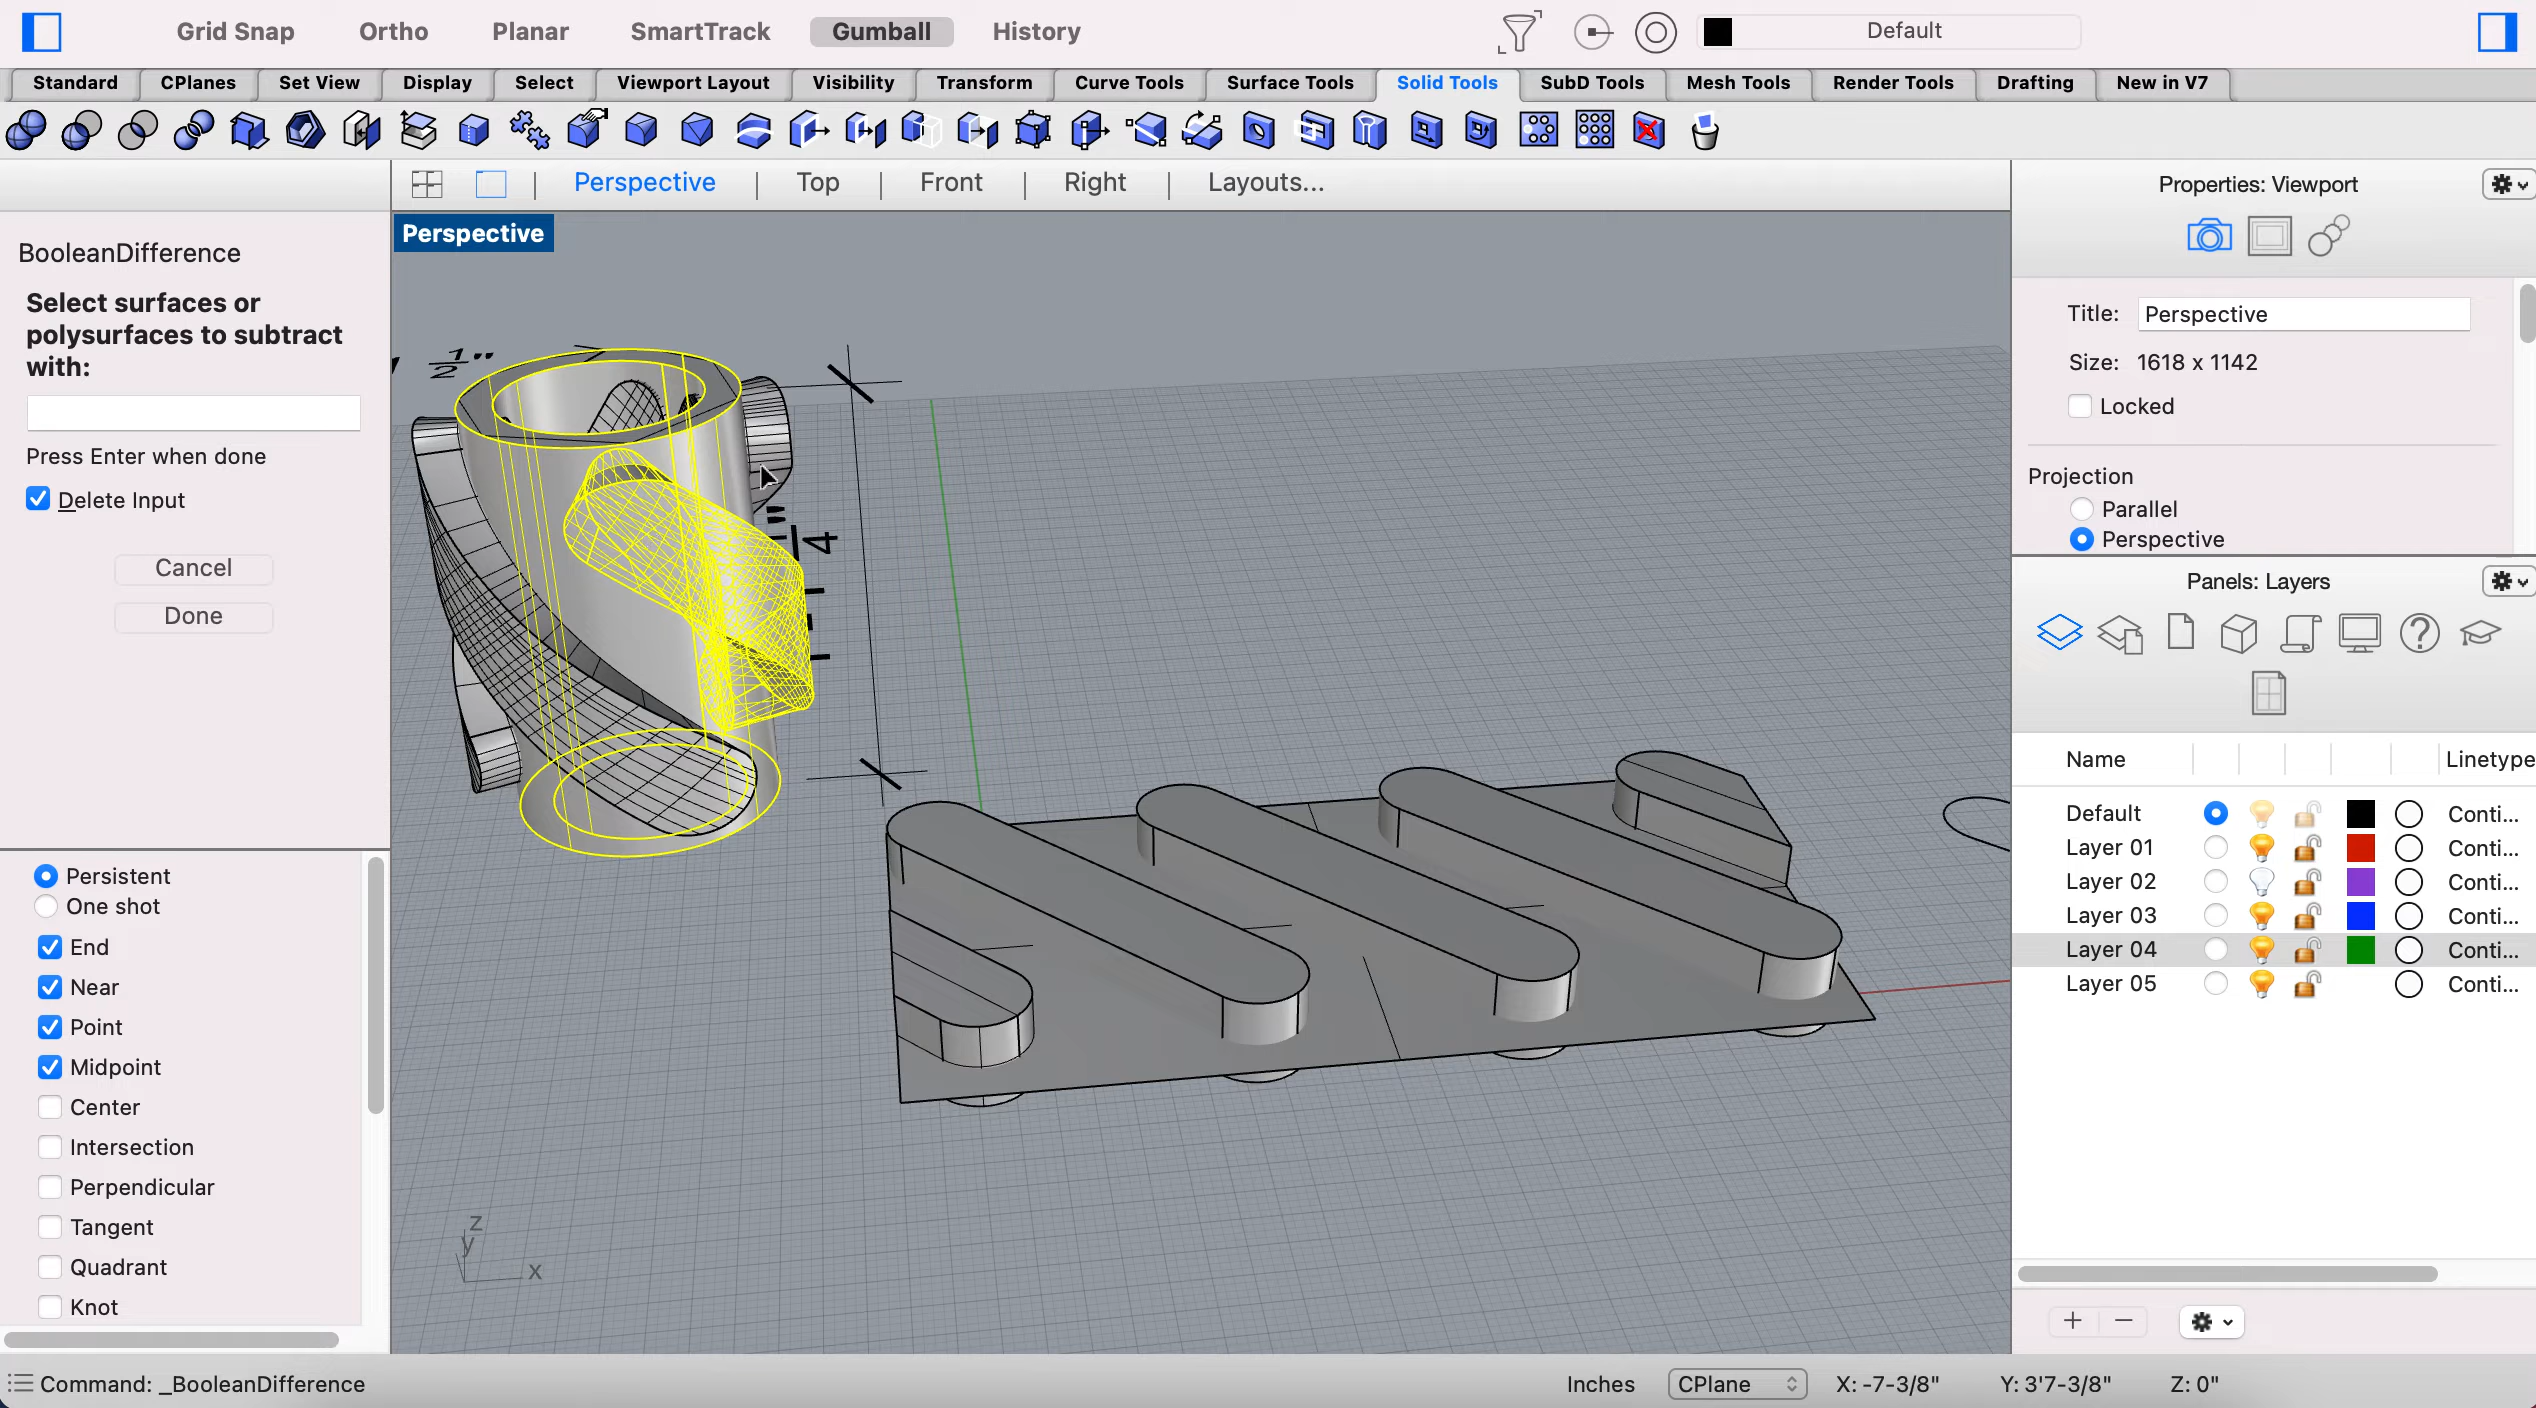 Grid Snap Ortho Planar SmartTrack Gumball History Default
Standard CPlanes Set View Display Select Viewport Layout Visibility Transform Curve Tools Surface Tools Solid Tools SubD Tools Mesh Tools Render Tools Drafting New in V7
Perspective Top Front Right Layouts...
Perspective
BooleanDifference
Select surfaces or
polysurfaces to subtract
with:
Press Enter when done
Delete Input
Cancel
Done
Persistent
One shot
End
Near
Point
Midpoint
Center
Intersection
Perpendicular
Tangent
Quadrant
Knot
1/2"
z
y
x
Properties: Viewport
Title: Perspective
Size: 1618 x 1142
Locked
Projection
Parallel
Perspective
Panels: Layers
Name Linetype
Default Conti...
Layer 01 Conti...
Layer 02 Conti...
Layer 03 Conti...
Layer 04 Conti...
Layer 05 Conti...
Command: _BooleanDifference
Inches CPlane X: -7-3/8" Y: 3'7-3/8" Z: 0"